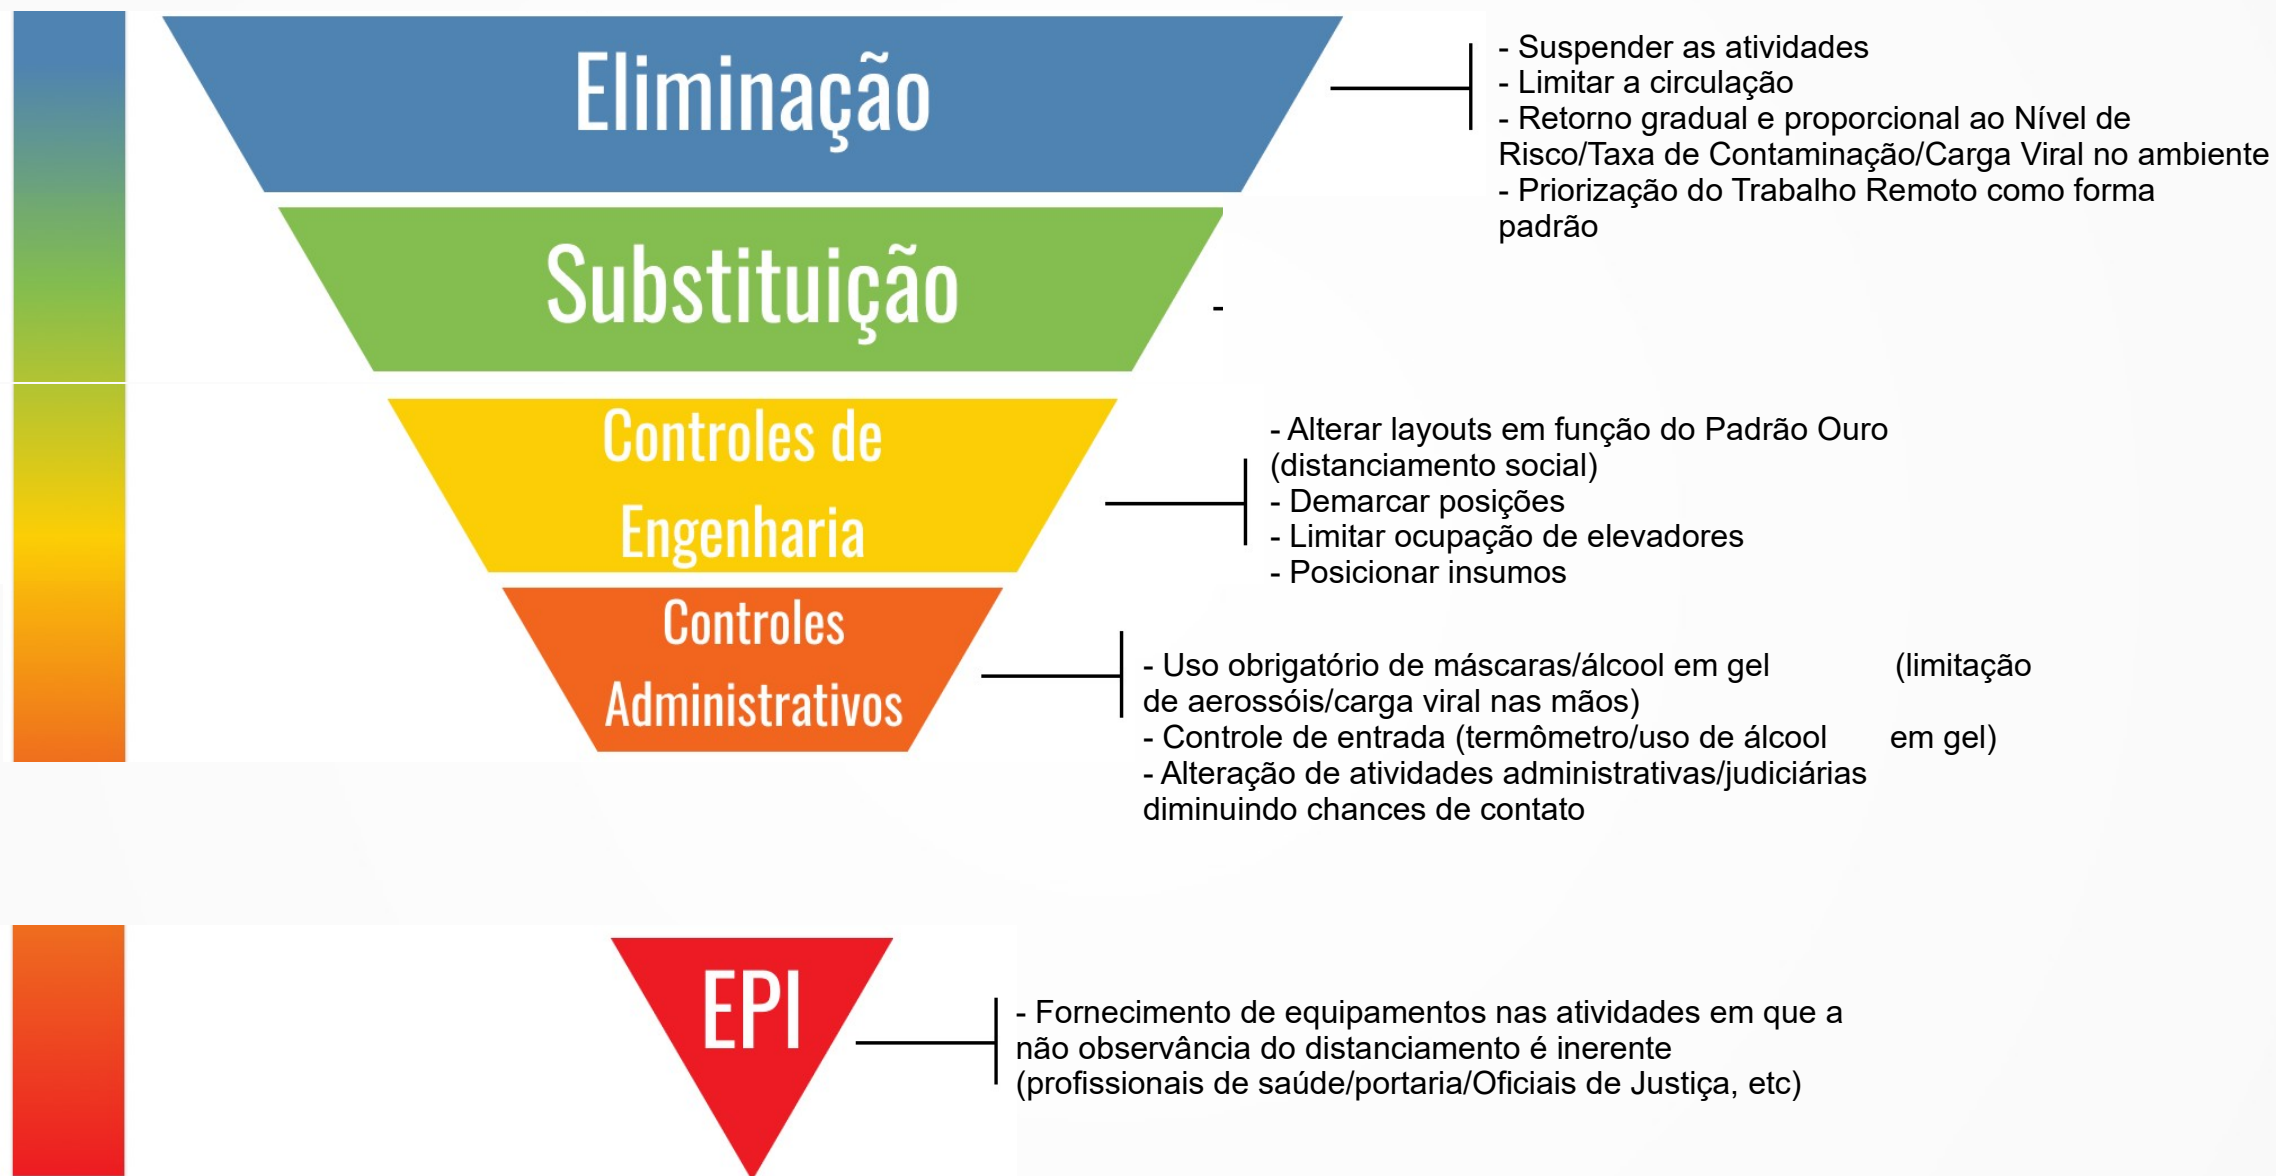 Eliminação
- Suspender as atividades
- Limitar a circulação
- Retorno gradual e proporcional ao Nível de
Risco/Taxa de Contaminação/Carga Viral no ambiente
- Priorização do Trabalho Remoto como forma
padrão
Substituição
-
Controles de
Engenharia
- Alterar layouts em função do Padrão Ouro
(distanciamento social)
- Demarcar posições
- Limitar ocupação de elevadores
- Posicionar insumos
Controles
Administrativos
- Uso obrigatório de máscaras/álcool em gel (limitação
de aerossóis/carga viral nas mãos)
- Controle de entrada (termômetro/uso de álcool em gel)
- Alteração de atividades administrativas/judiciárias
diminuindo chances de contato
EPI
- Fornecimento de equipamentos nas atividades em que a
não observância do distanciamento é inerente
(profissionais de saúde/portaria/Oficiais de Justiça, etc)